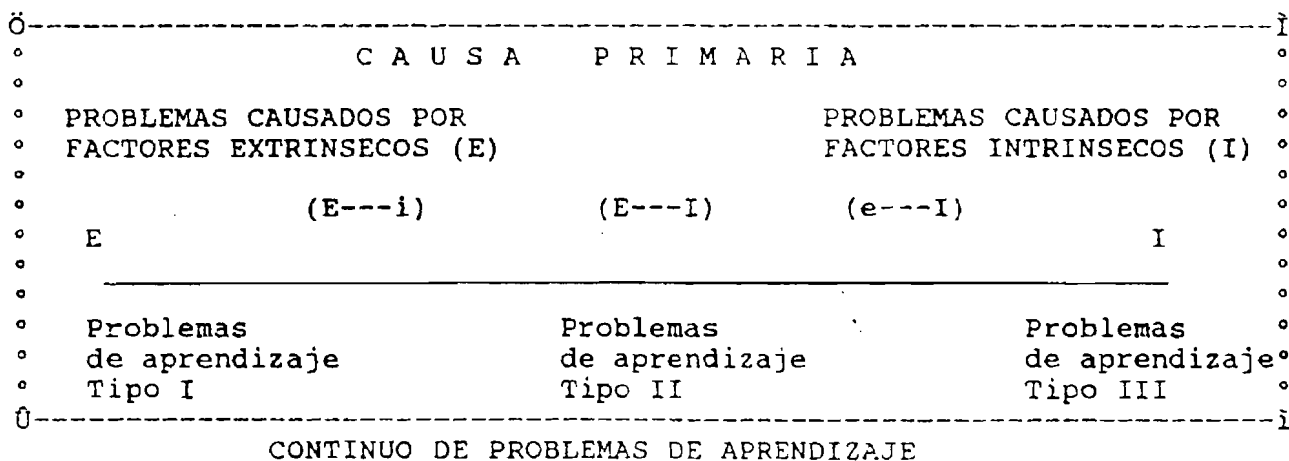 C A U S A   P R I M A R I A
PROBLEMAS CAUSADOS POR   PROBLEMAS CAUSADOS POR
FACTORES EXTRINSECOS (E)   FACTORES INTRINSECOS (I)
(E---i)   (E---I)   (e---I)
E   I
Problemas   Problemas   Problemas
de aprendizaje   de aprendizaje   de aprendizaje
Tipo I   Tipo II   Tipo III
CONTINUO DE PROBLEMAS DE APRENDIZAJE